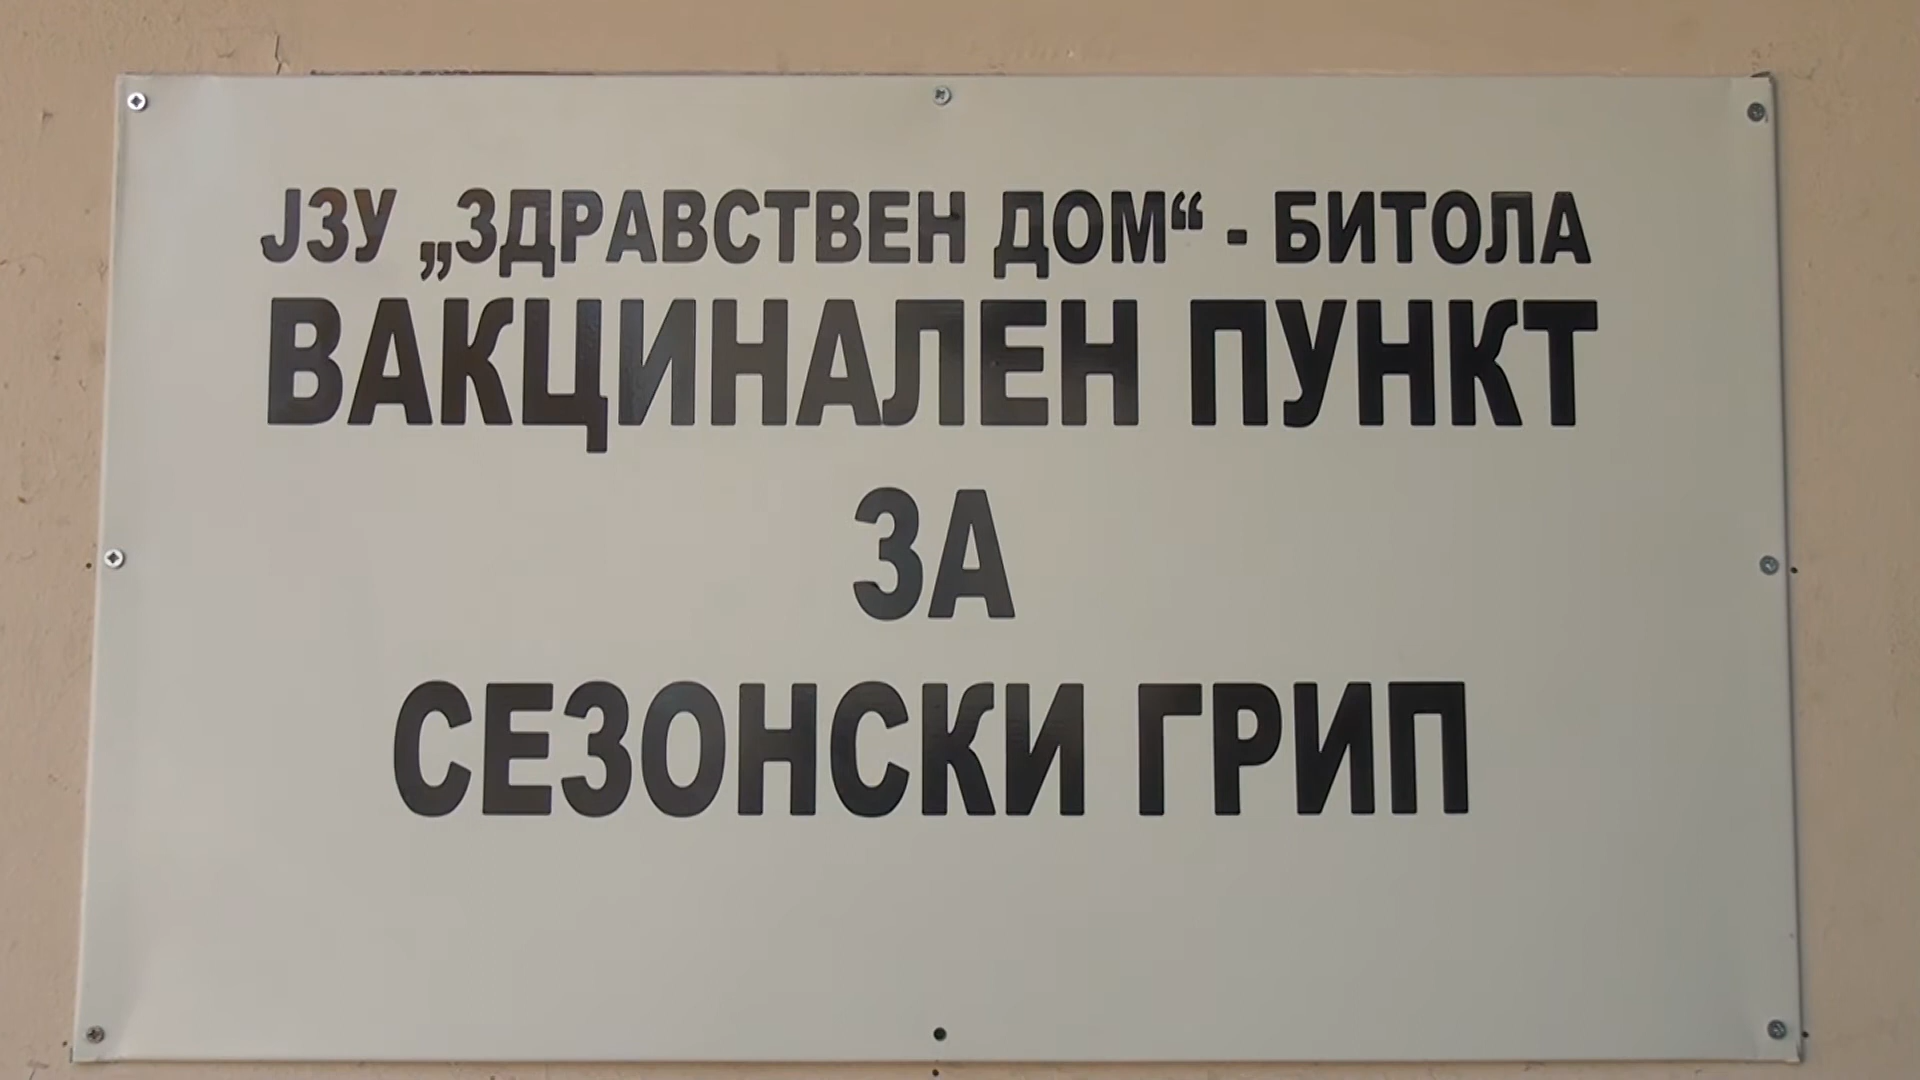 ЈЗУ „ЗДРАВСТВЕН ДОМ“ - БИТОЛА
ВАКЦИНАЛЕН ПУНКТ
ЗА
СЕЗОНСКИ ГРИП